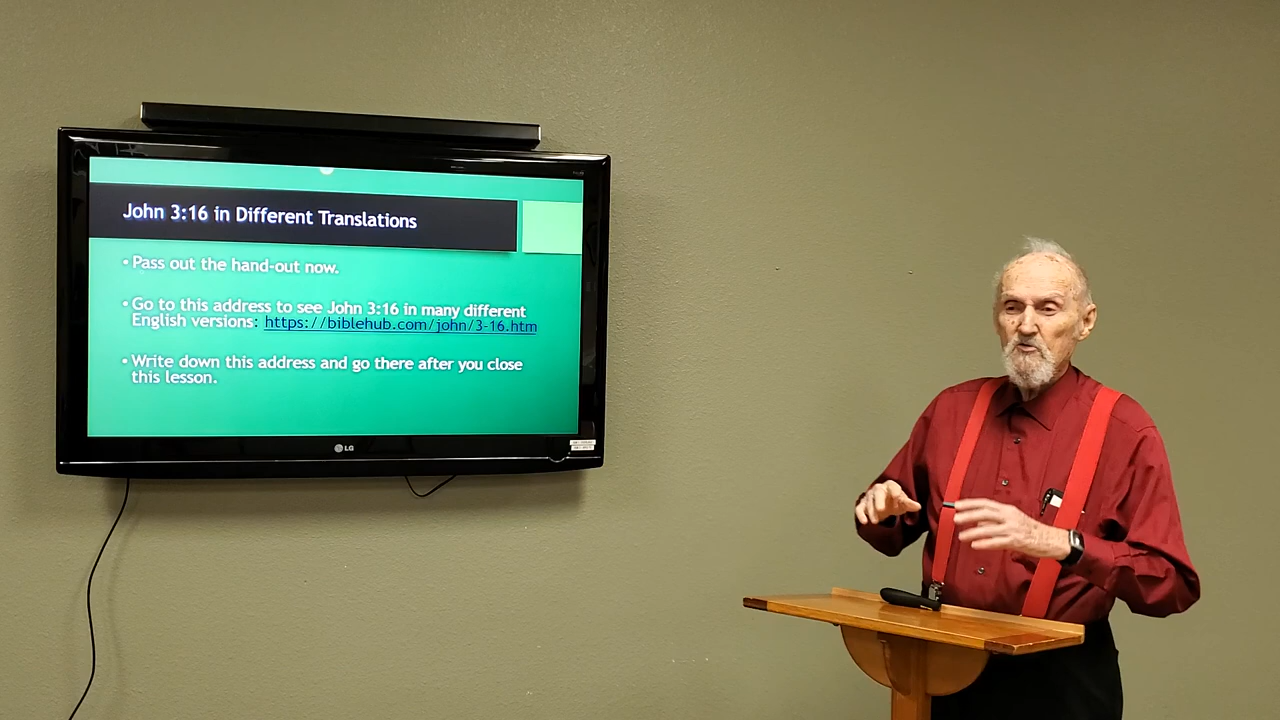 John 3:16 in Different Translations
• Pass out the hand-out now.
• Go to this address to see John 3:16 in many different
English versions: https://biblehub.com/john/3-16.htm
• Write down this address and go there after you close
this lesson.
LG